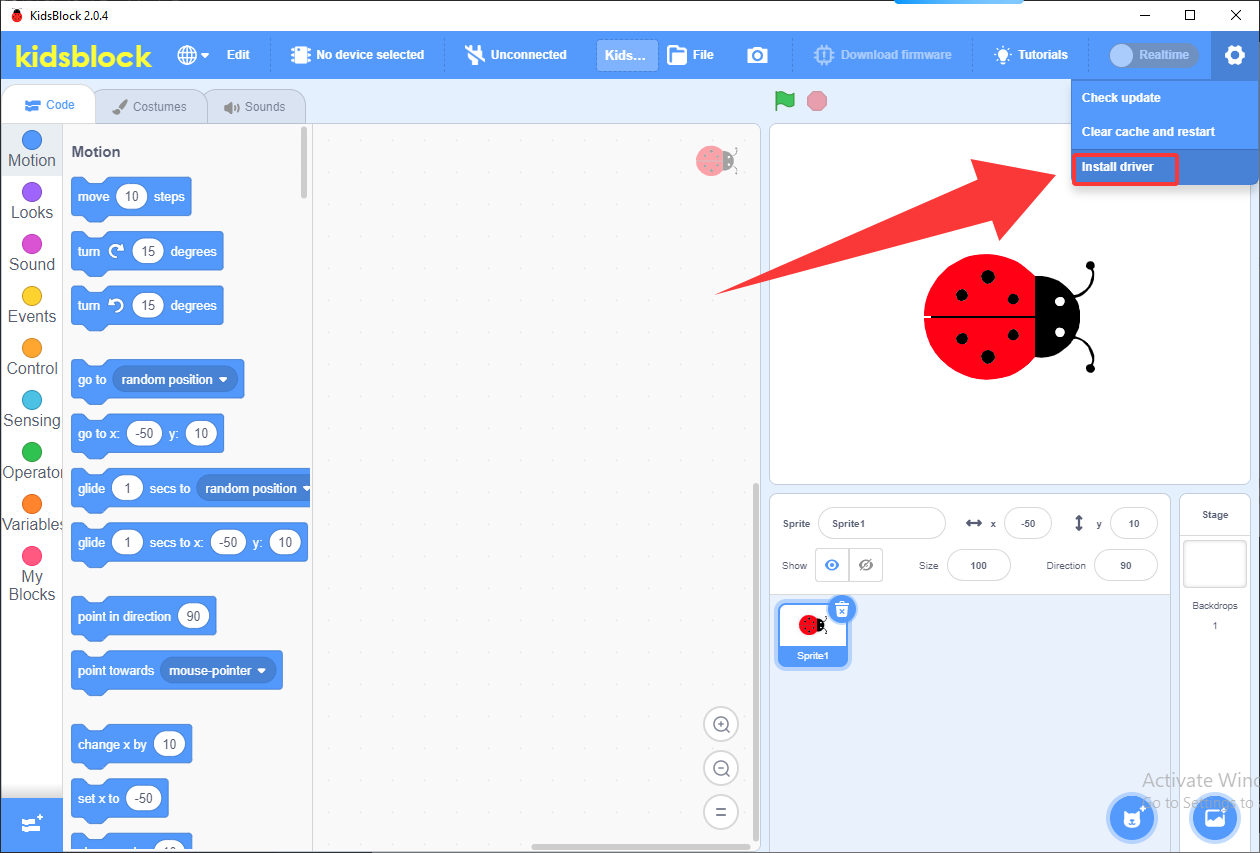 KidsBlock 2.0.4
kidsblock
Edit
No device selected
Unconnected
Kids...
File
Download firmware
Tutorials
Realtime
Check update
Clear cache and restart
Install driver
Code
Costumes
Sounds
Motion
Looks
Sound
Events
Control
Sensing
Operator
Variables
My
Blocks
Motion
move 10 steps
turn 15 degrees
turn 15 degrees
go to random position
go to x: -50 y: 10
glide 1 secs to random position
glide 1 secs to x: -50 y: 10
point in direction 90
point towards mouse-pointer
change x by 10
set x to -50
Sprite Sprite1 x -50 y 10
Show Size 100 Direction 90
Sprite1
Stage
Backdrops
1
Activate Wind
Go to Settings to